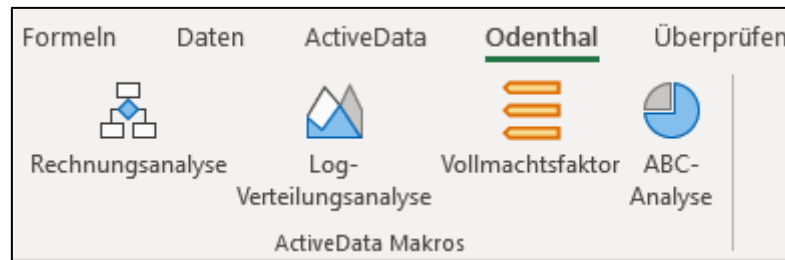 Formeln Daten ActiveData Odenthal Überprüfen
Rechnungsanalyse Log- Vollmachtsfaktor ABC-
Verteilungsanalyse Analyse
ActiveData Makros